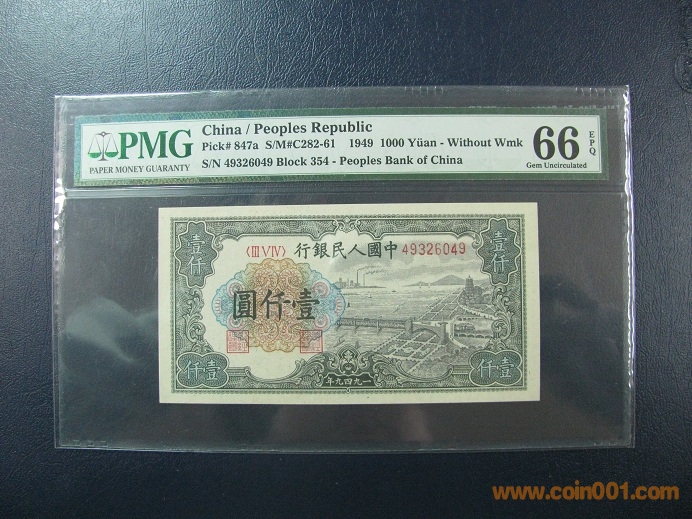 PMG
PAPER MONEY GUARANTY
China / Peoples Republic
Pick# 847a S/M#C282-61 1949 1000 Yüan - Without Wmk
S/N 49326049 Block 354 - Peoples Bank of China
66
EPQ
Gem Uncirculated
壹仟
壹仟
〈ⅢⅥⅣ〉
行銀民人國中
49326049
圓仟壹
仟壹
仟壹
年九四九一
www.coin001.com